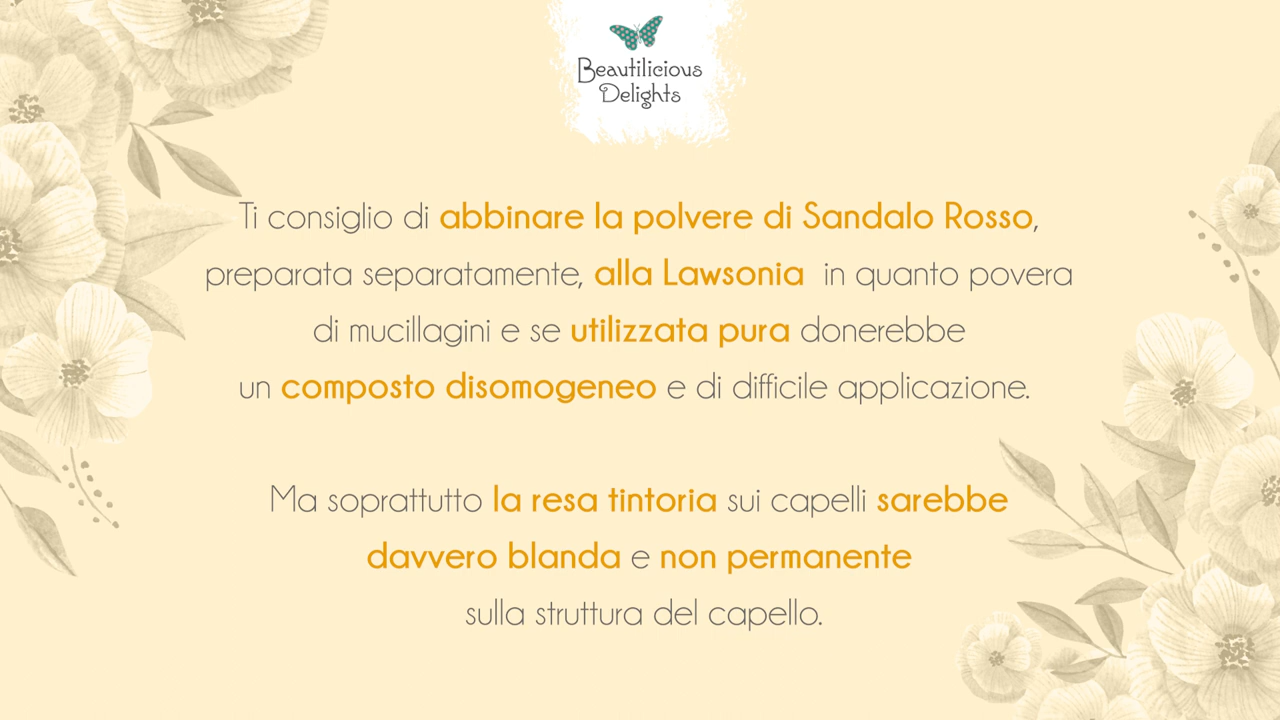 Beautilicious
Delights
Ti consiglio di abbinare la polvere di Sandalo Rosso,
preparata separatamente, alla Lawsonia in quanto povera
di mucillagini e se utilizzata pura donerebbe
un composto disomogeneo e di difficile applicazione.
Ma soprattutto la resa tintoria sui capelli sarebbe
davvero blanda e non permanente
sulla struttura del capello.